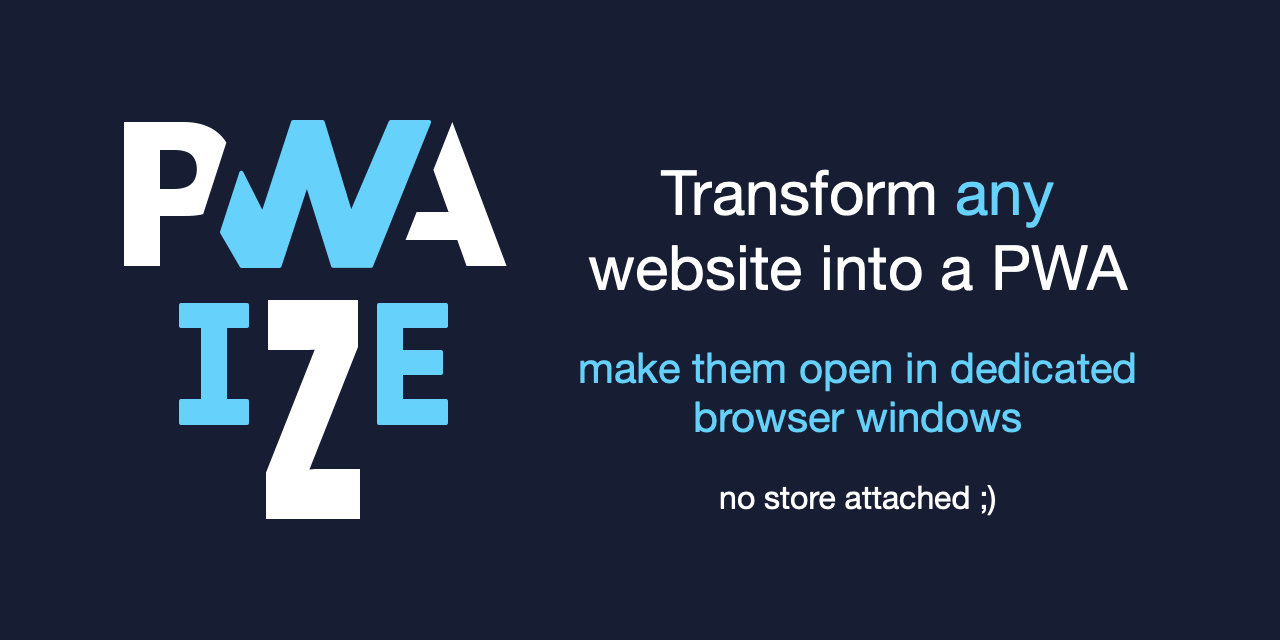 PWA
IZE
Transform any
website into a PWA
make them open in dedicated
browser windows
no store attached ;)